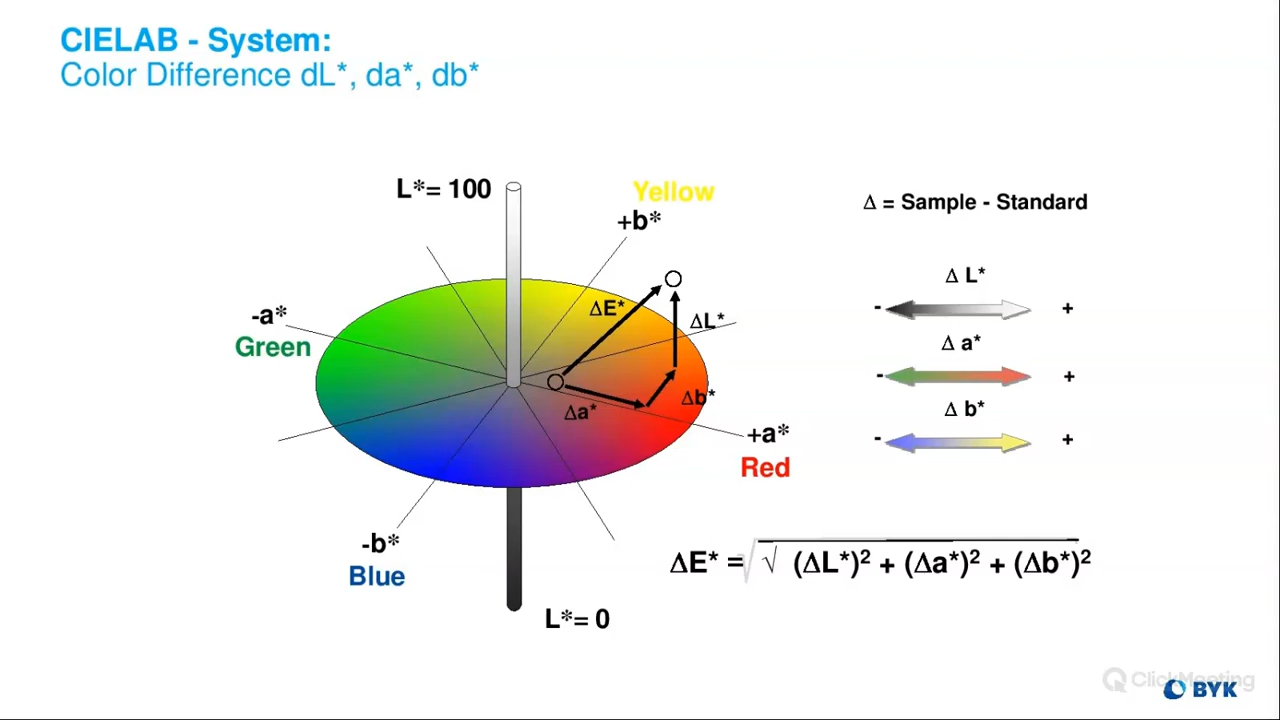 CIELAB - System:
Color Difference dL*, da*, db*
L*= 100
Yellow
+b*
Δ = Sample - Standard
Δ L*
- +
-a*
Green
ΔE*
ΔL*
Δ a*
- +
Δa*
Δb*
Δ b*
- +
+a*
Red
-b*
Blue
ΔE* = √ (ΔL*)² + (Δa*)² + (Δb*)²
L*= 0
ClickMeeting
BYK